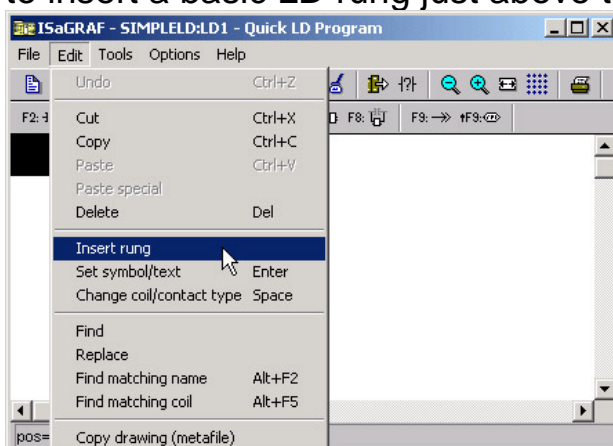 to insert a basic LD rung just above t
ISaGRAF - SIMPLELD:LD1 - Quick LD Program
File Edit Tools Options Help
Undo Ctrl+Z
F2: F8: F9: ↑F9:
Cut Ctrl+X
Copy Ctrl+C
Paste Ctrl+V
Paste special
Delete Del
Insert rung
Set symbol/text Enter
Change coil/contact type Space
Find
Replace
Find matching name Alt+F2
Find matching coil Alt+F5
pos= Copy drawing (metafile)